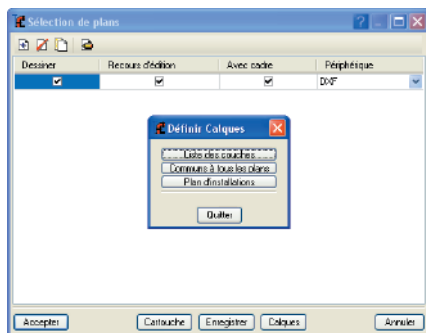 Sélection de plans
Dessiner Recours d'édition Avec cadre Périphérique
DXF
Définir Calques
Liste des couches
Communs à tous les plans
Plan d'installations
Quitter
Accepter Cartouche Enregistrer Calques Annuler